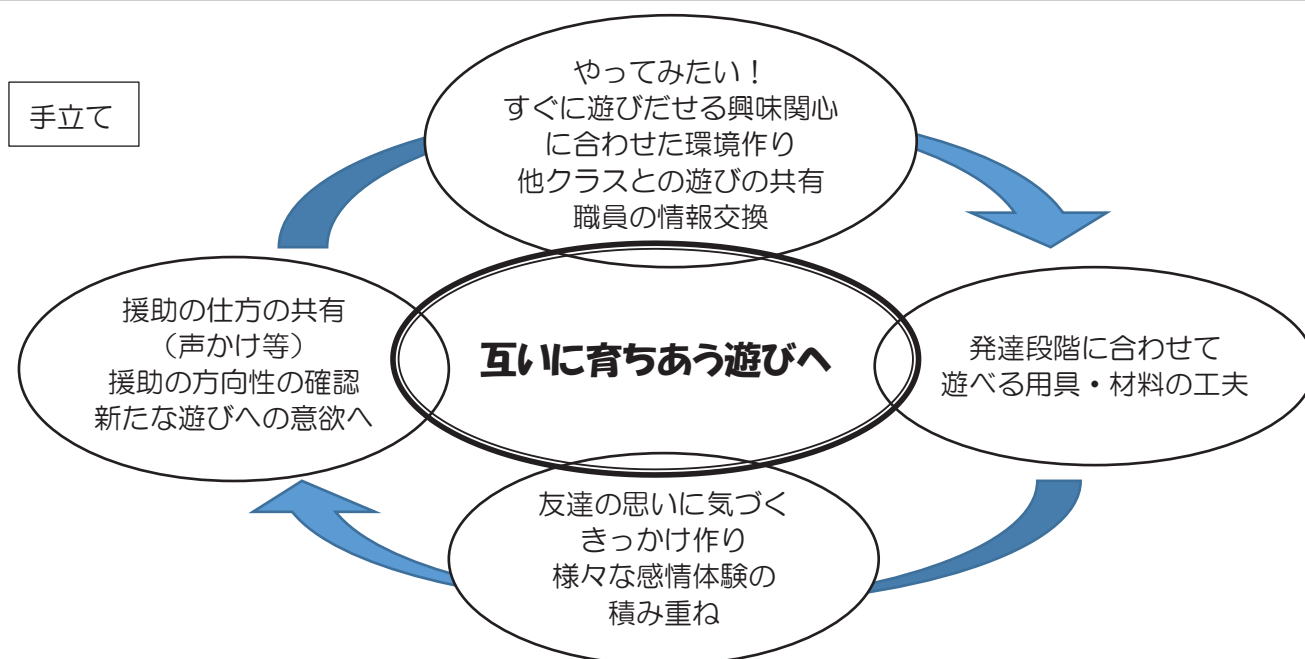 手立て
やってみたい！
すぐに遊びだせる興味関心
に合わせた環境作り
他クラスとの遊びの共有
職員の情報交換
援助の仕方の共有
（声かけ等）
援助の方向性の確認
新たな遊びへの意欲へ
互いに育ちあう遊びへ
発達段階に合わせて
遊べる用具・材料の工夫
友達の思いに気づく
きっかけ作り
様々な感情体験の
積み重ね